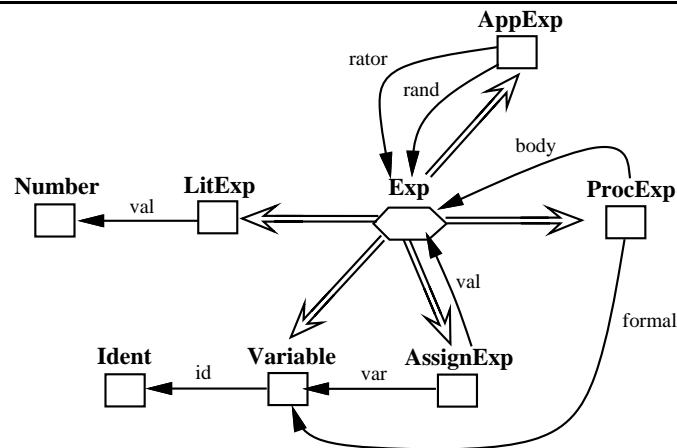 AppExp
rator
rand
body
Number
LitExp
Exp
ProcExp
val
val
formal
Ident
Variable
AssignExp
id
var